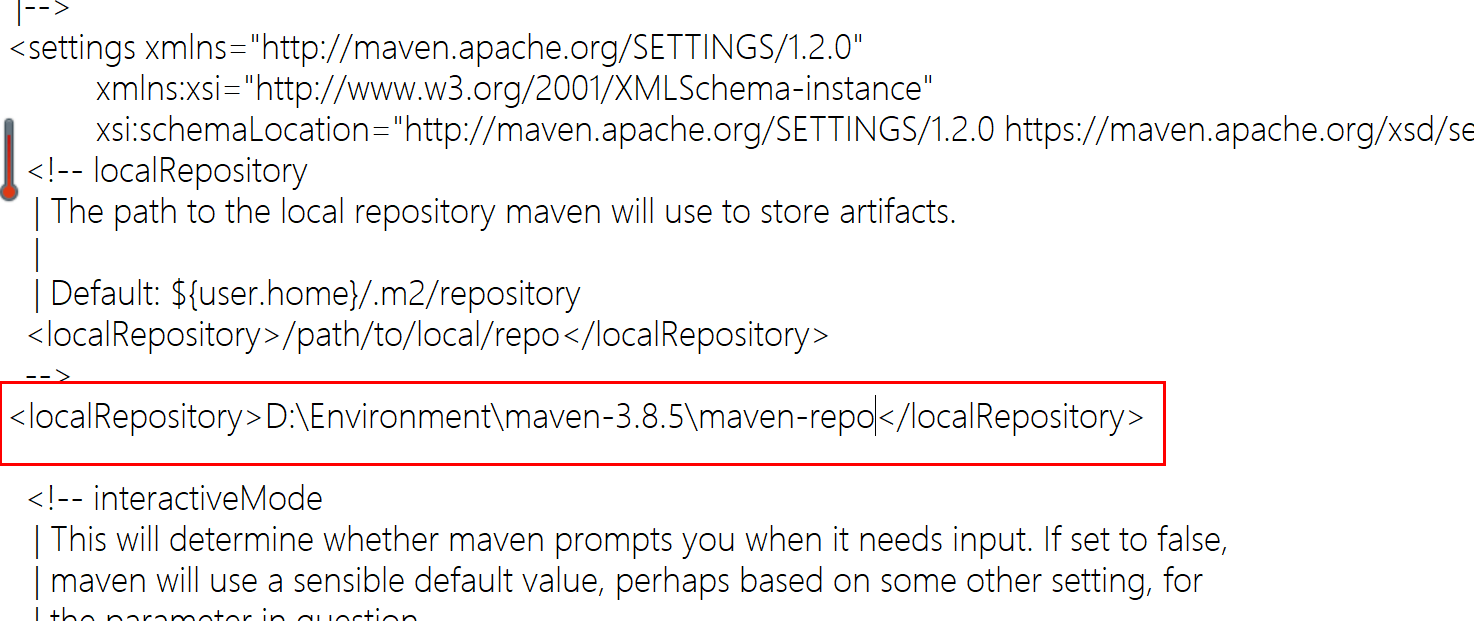 |-->
<settings xmlns="http://maven.apache.org/SETTINGS/1.2.0"
xmlns:xsi="http://www.w3.org/2001/XMLSchema-instance"
xsi:schemaLocation="http://maven.apache.org/SETTINGS/1.2.0 https://maven.apache.org/xsd/se
<!-- localRepository
| The path to the local repository maven will use to store artifacts.
|
| Default: ${user.home}/.m2/repository
<localRepository>/path/to/local/repo</localRepository>
-->
<localRepository>D:\Environment\maven-3.8.5\maven-repo</localRepository>
<!-- interactiveMode
| This will determine whether maven prompts you when it needs input. If set to false,
| maven will use a sensible default value, perhaps based on some other setting, for
| the parameter in question